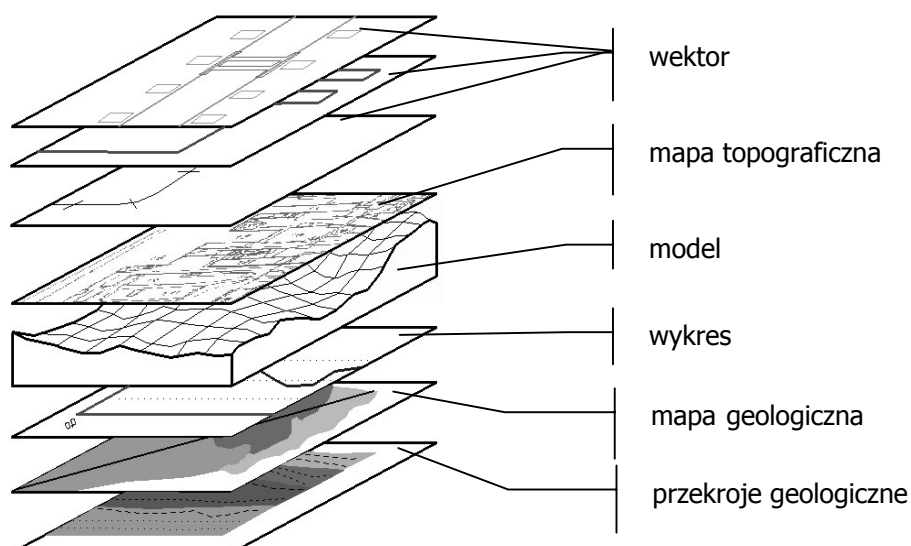 wektor
mapa topograficzna
model
wykres
mapa geologiczna
przekroje geologiczne